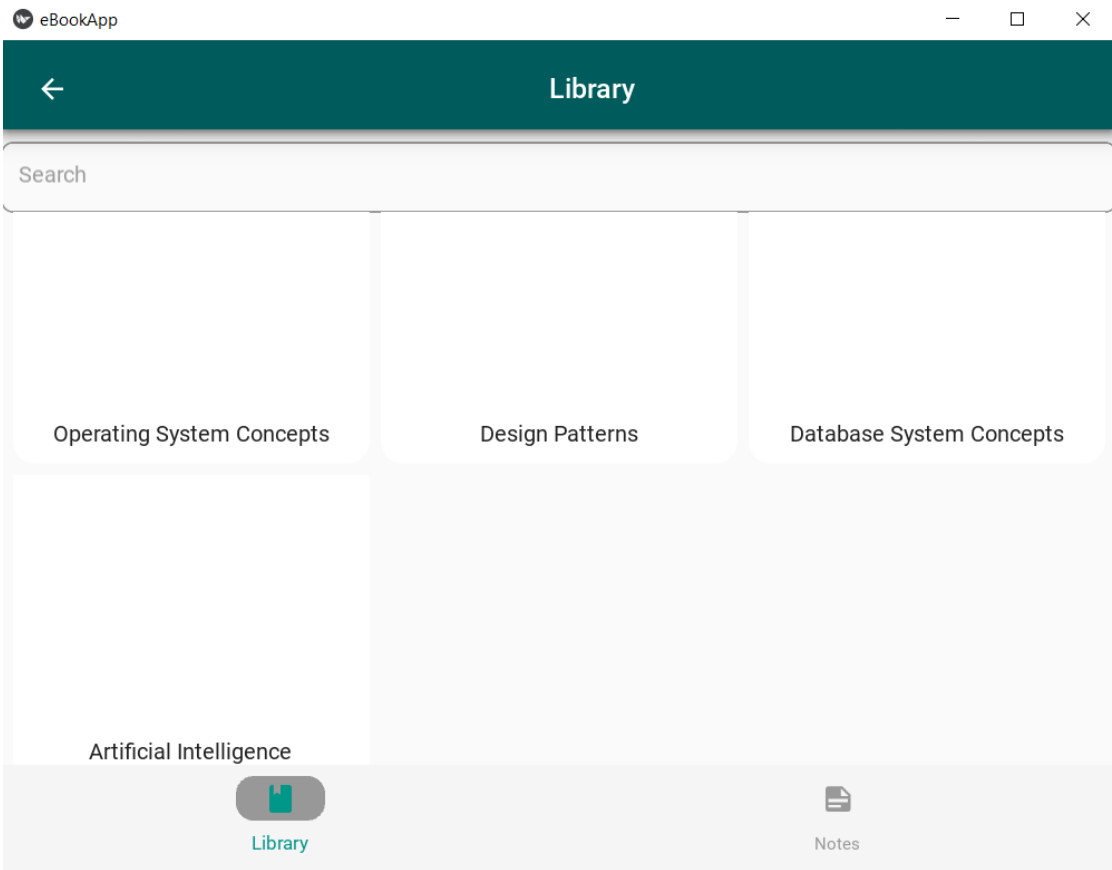 eBookApp
Library
Search
Operating System Concepts
Design Patterns
Database System Concepts
Artificial Intelligence
Library
Notes